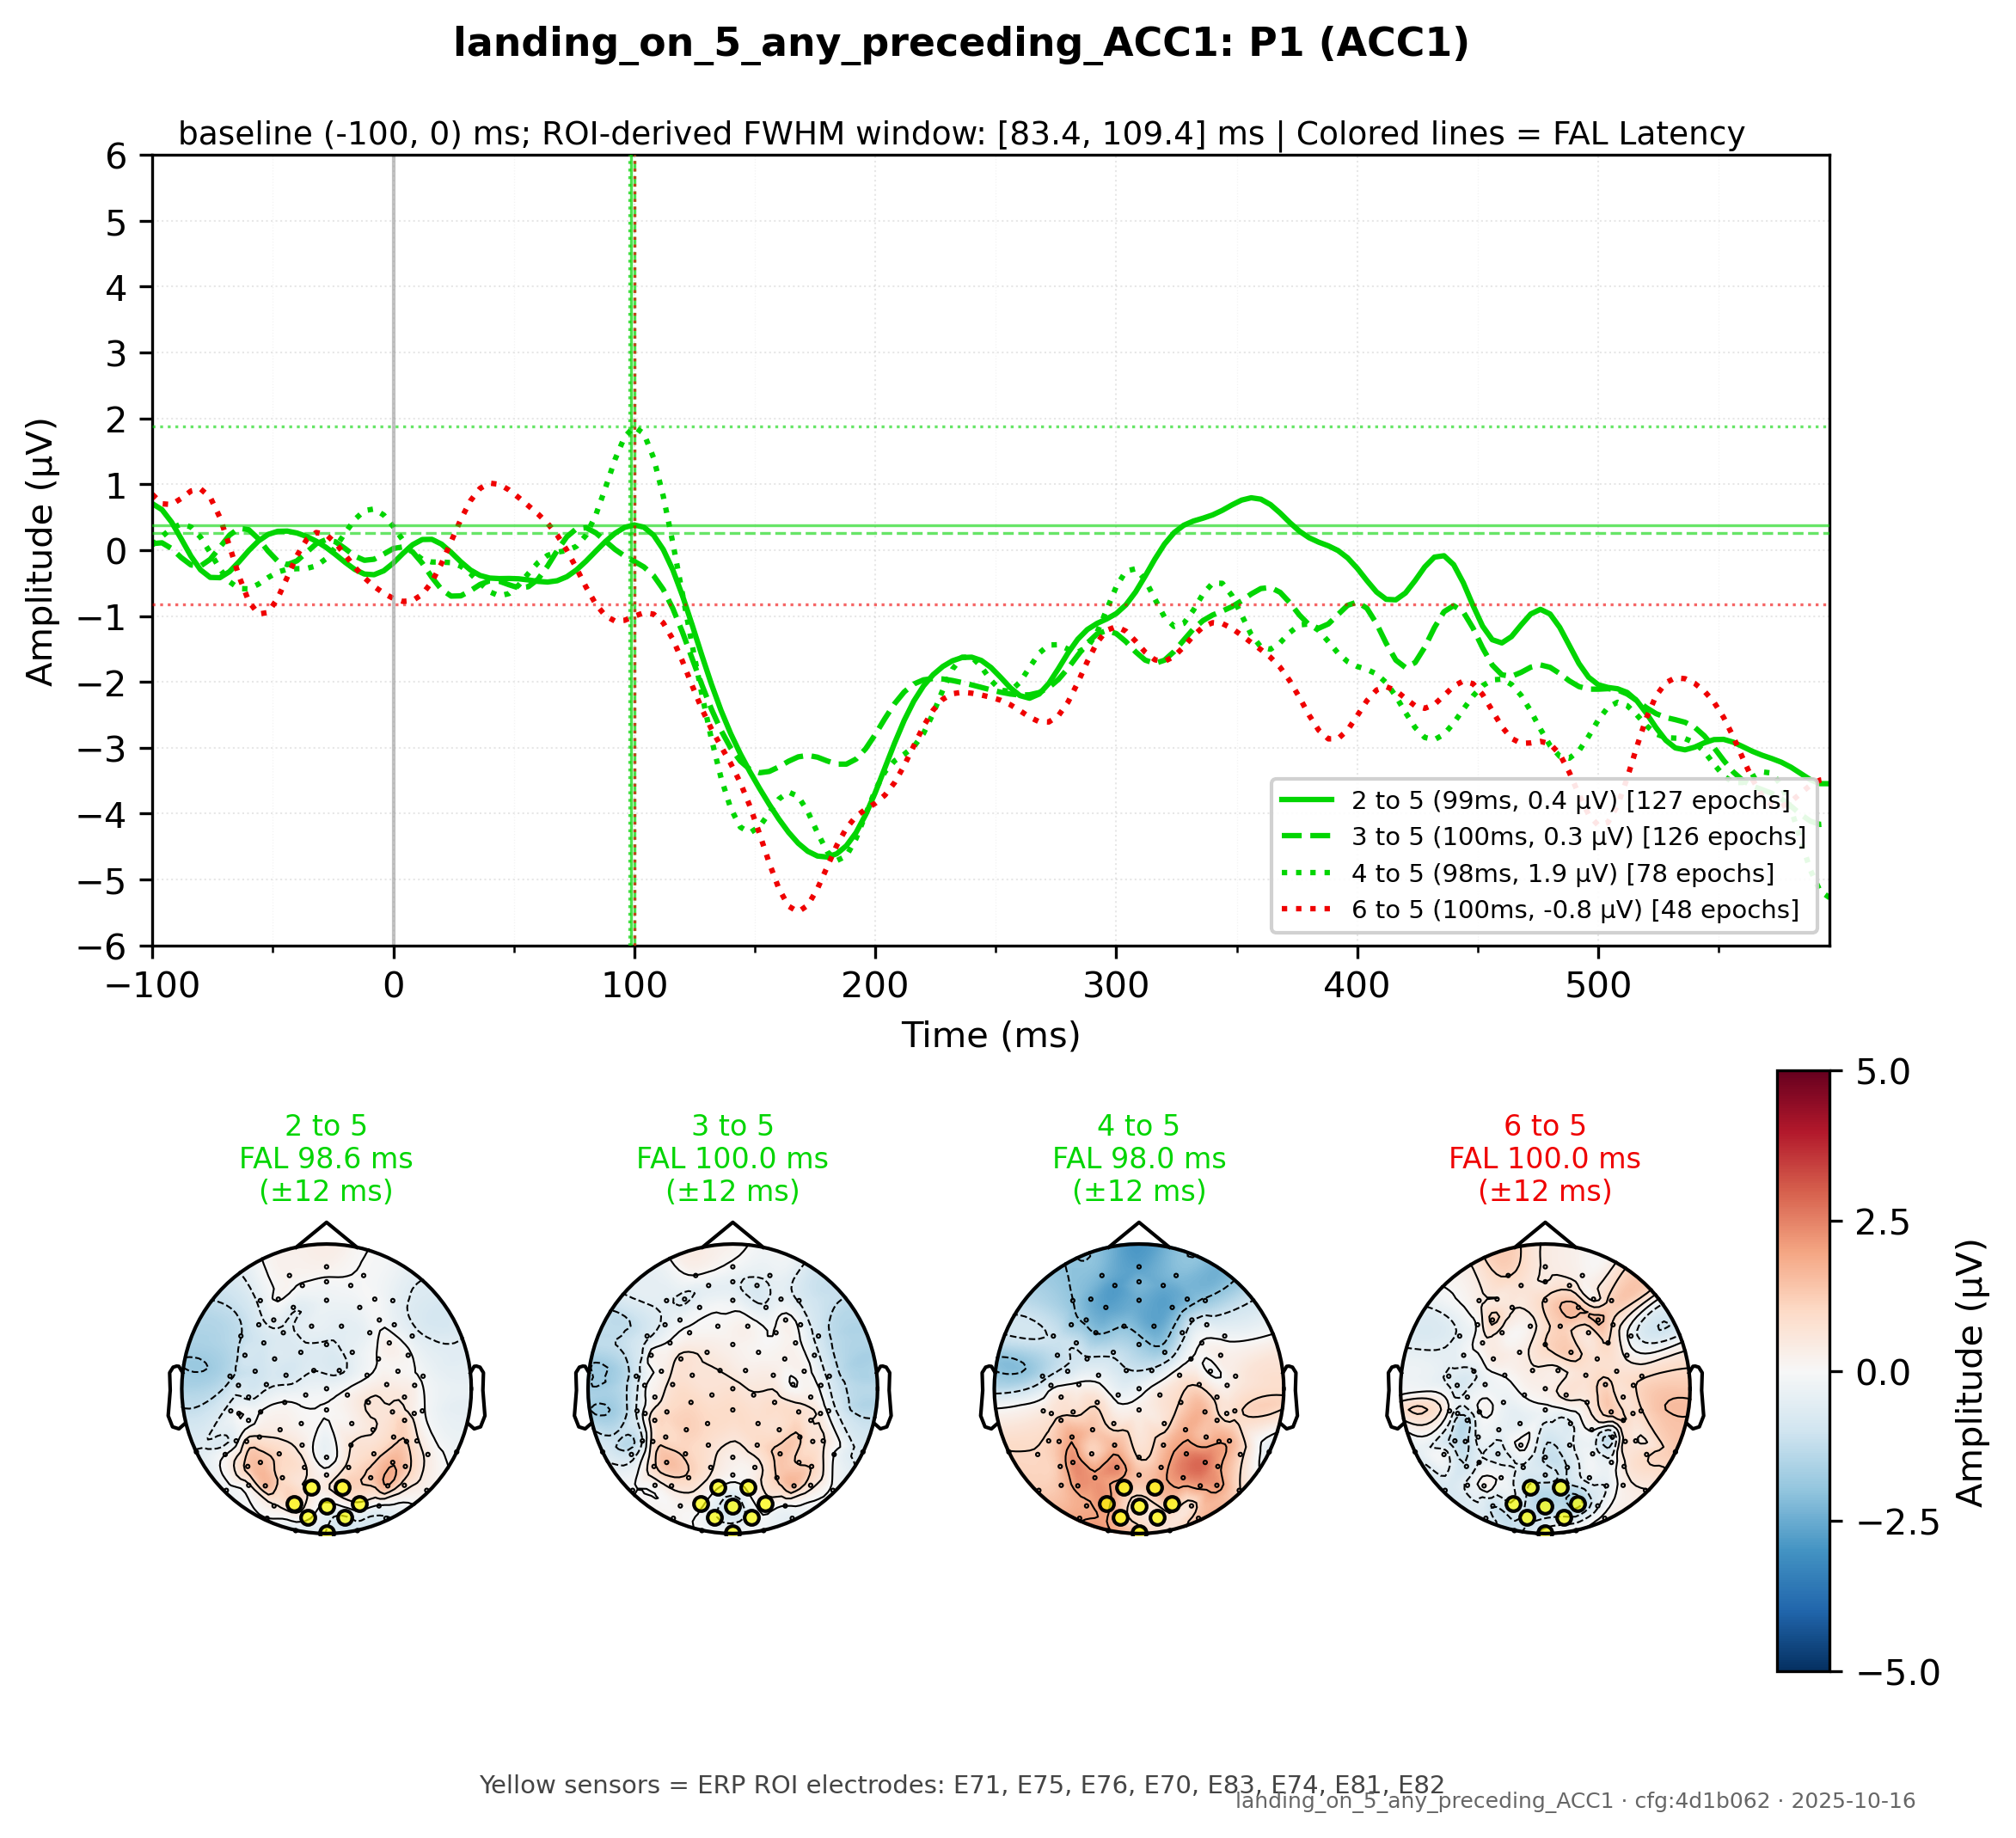 landing_on_5_any_preceding_ACC1: P1 (ACC1)
baseline (-100, 0) ms; ROI-derived FWHM window: [83.4, 109.4] ms | Colored lines = FAL Latency
6
5
4
3
2
1
0
−1
−2
−3
−4
−5
−6
Amplitude (µV)
2 to 5 (99ms, 0.4 µV) [127 epochs]
3 to 5 (100ms, 0.3 µV) [126 epochs]
4 to 5 (98ms, 1.9 µV) [78 epochs]
6 to 5 (100ms, -0.8 µV) [48 epochs]
−100 0 100 200 300 400 500
Time (ms)
2 to 5
FAL 98.6 ms
(±12 ms)
3 to 5
FAL 100.0 ms
(±12 ms)
4 to 5
FAL 98.0 ms
(±12 ms)
6 to 5
FAL 100.0 ms
(±12 ms)
5.0
2.5
0.0
−2.5
−5.0
Amplitude (µV)
Yellow sensors = ERP ROI electrodes: E71, E75, E76, E70, E83, E74, E81, E82
landing_on_5_any_preceding_ACC1 · cfg:4d1b062 · 2025-10-16